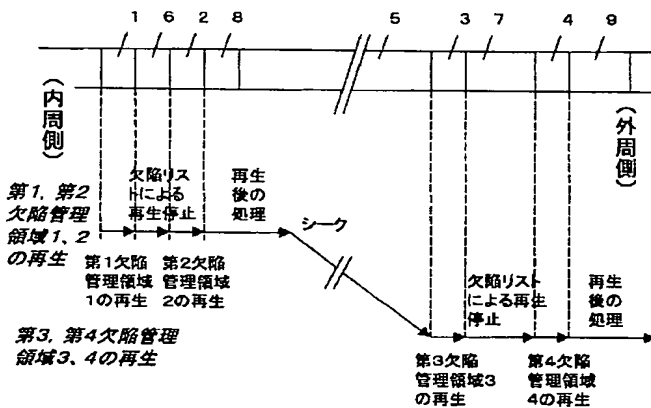 1 6 2 8 5 3 7 4 9
(内周側)
(外周側)
第1, 第2
欠陥管理
領域1、2
の再生
欠陥リス
トによる
再生停止
再生
後の
処理
シーク
第1欠陥
管理領域
1の再生
第2欠陥
管理領域
2の再生
欠陥リスト
による再生
停止
再生
後の
処理
第3, 第4欠陥管理
領域3、4の再生
第3欠陥
管理領域3
の再生
第4欠陥
管理領域
4の再生